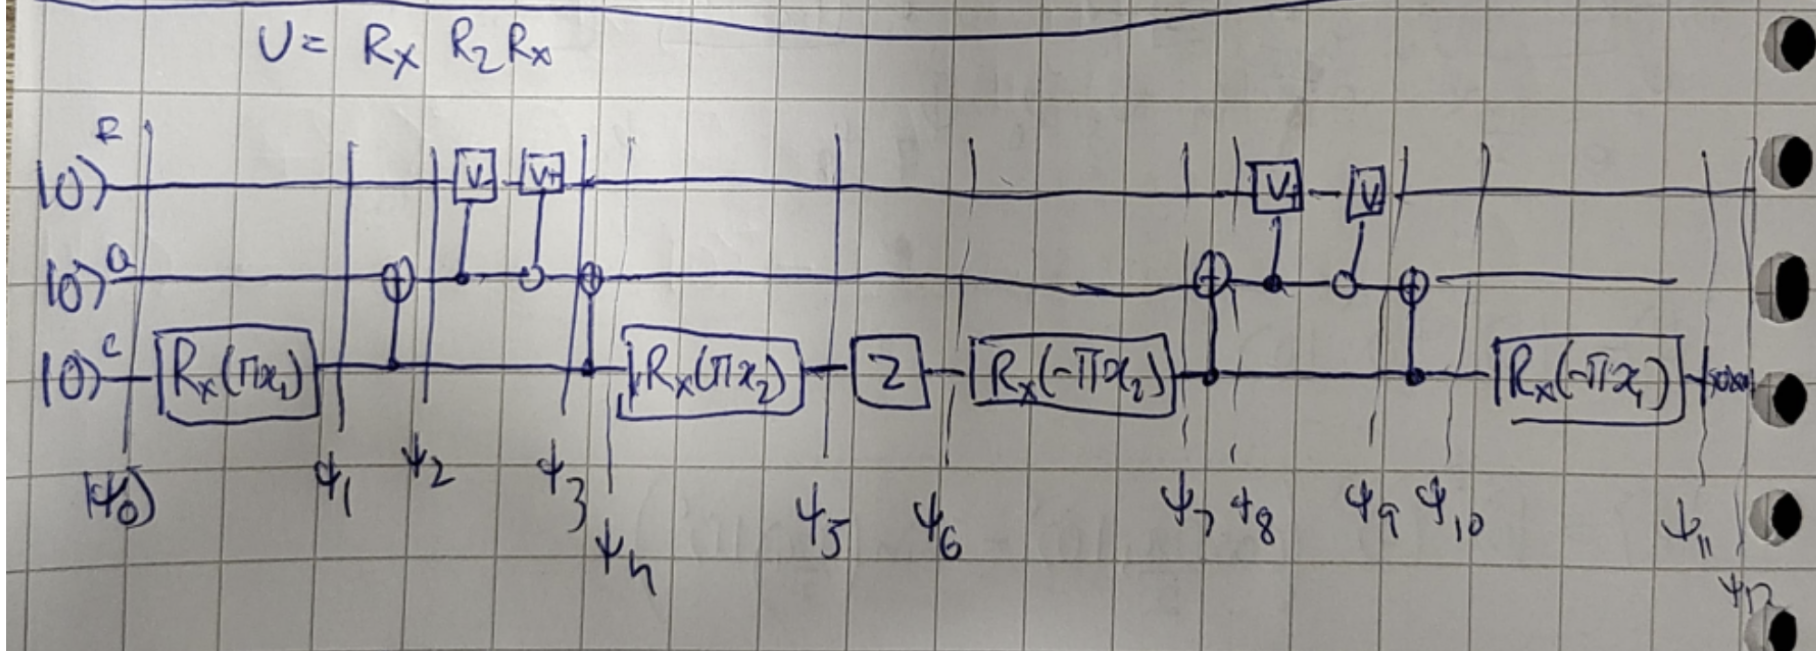 U = Rx Rz Rx
R
|0⟩ V- V+ V+ V-
Q
|0⟩
C
|0⟩ Rx(πx₁) Rx(πx₂) Z Rx(-πx₂) Rx(-πx₁)
|ψ₀⟩ ψ₁ ψ₂ ψ₃ ψ₄ ψ₅ ψ₆ ψ₇ ψ₈ ψ₉ ψ₁₀ ψ₁₁ ψ₁₂